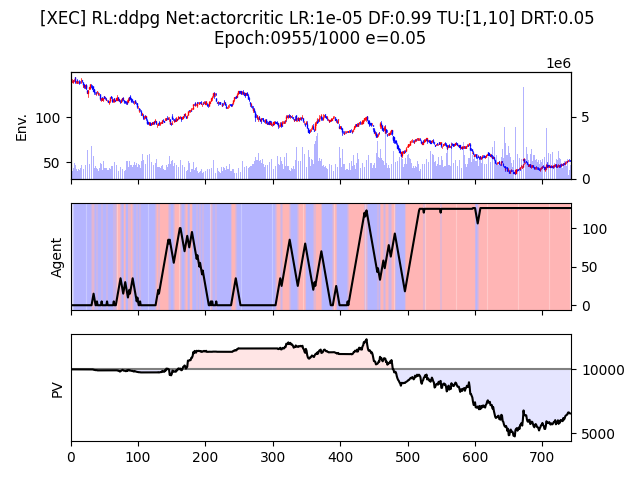 [XEC] RL:ddpg Net:actorcritic LR:1e-05 DF:0.99 TU:[1,10] DRT:0.05
Epoch:0955/1000 e=0.05
1e6
Env.
100
50
5
0
Agent
100
50
0
PV
10000
5000
0 100 200 300 400 500 600 700